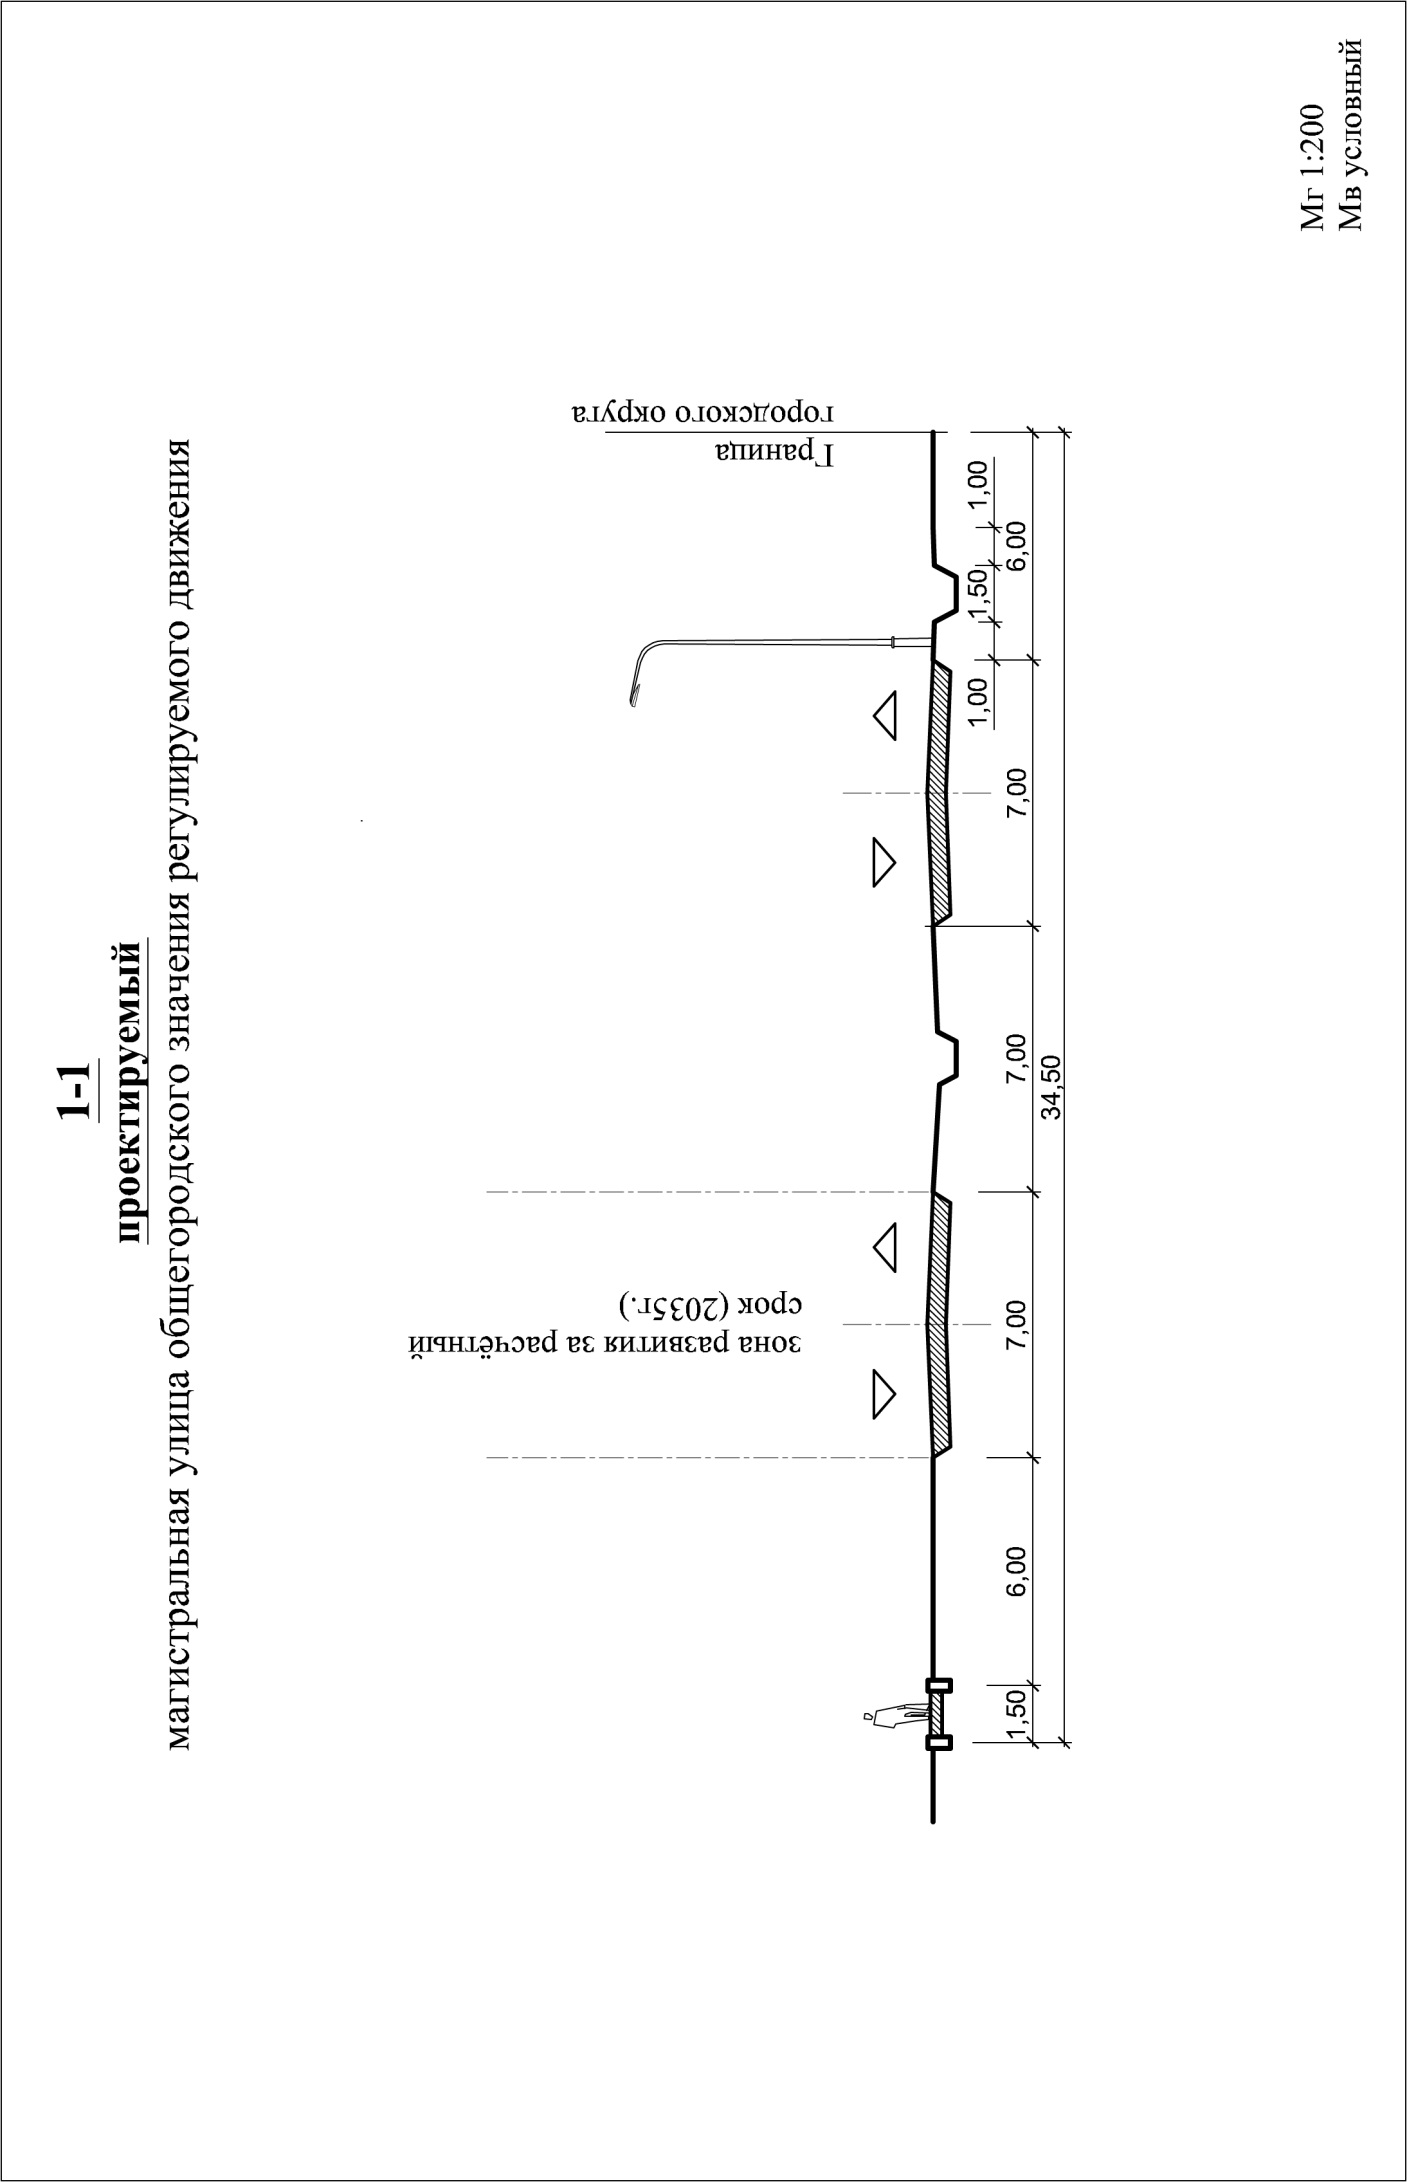 1-1
проектируемый
магистральная улица общегородского значения регулируемого движения
зона развития за расчётный
срок (2035г.)
Граница
городского округа
1,50
6,00
7,00
7,00
7,00
6,00
1,00
1,50
1,00
34,50
Мг 1:200
Мв условный